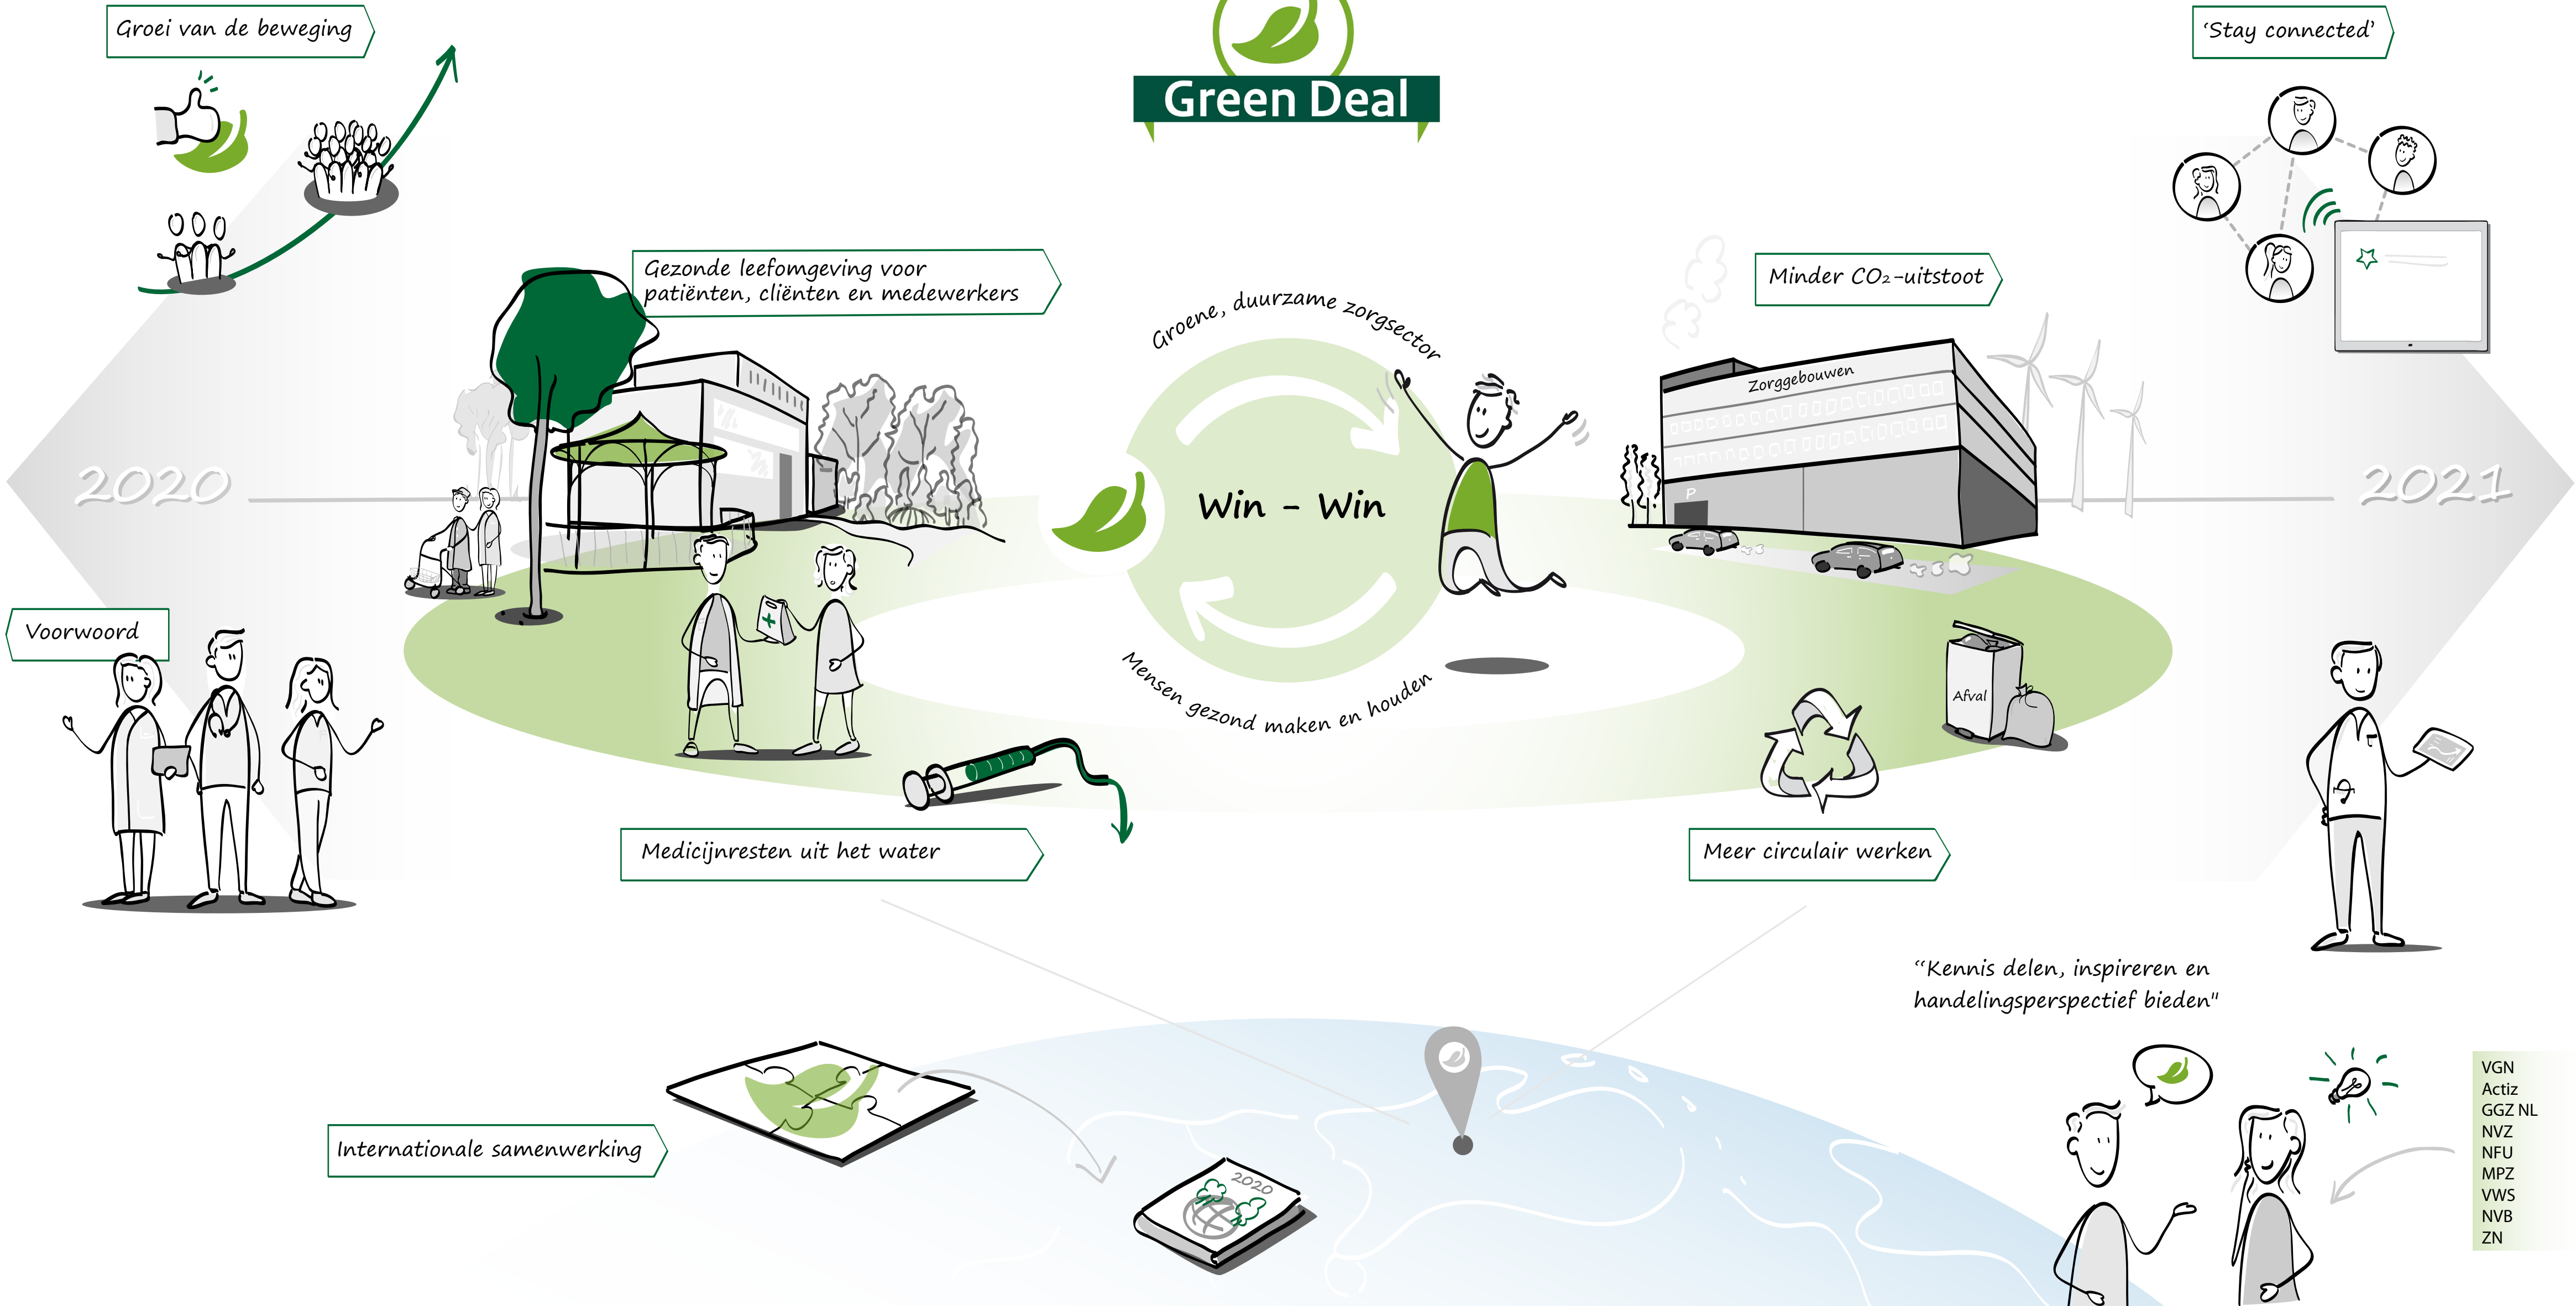 Groei van de beweging
Green Deal
‘Stay connected’
Gezonde leefomgeving voor
patiënten, cliënten en medewerkers
Groene, duurzame zorgsector
Minder CO₂-uitstoot
Zorggebouwen
P
2020
Win - Win
2021
Voorwoord
Mensen gezond maken en houden
Afval
Medicijnresten uit het water
Meer circulair werken
“Kennis delen, inspireren en
handelingsperspectief bieden"
Internationale samenwerking
2020
VGN
Actiz
GGZ NL
NVZ
NFU
MPZ
VWS
NVB
ZN